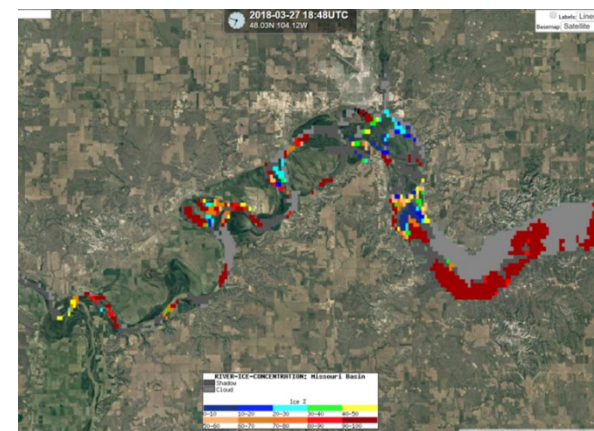 2018-03-27 18:48UTC
48.03N 104.12W
Labels: Line
Basemap: Satellite
RIVER-ICE-CONCENTRATION: Missouri Basin
Shadow
Cloud
Ice %
0-10 10-20 20-30 30-40 40-50
50-60 60-70 70-80 80-90 90-100